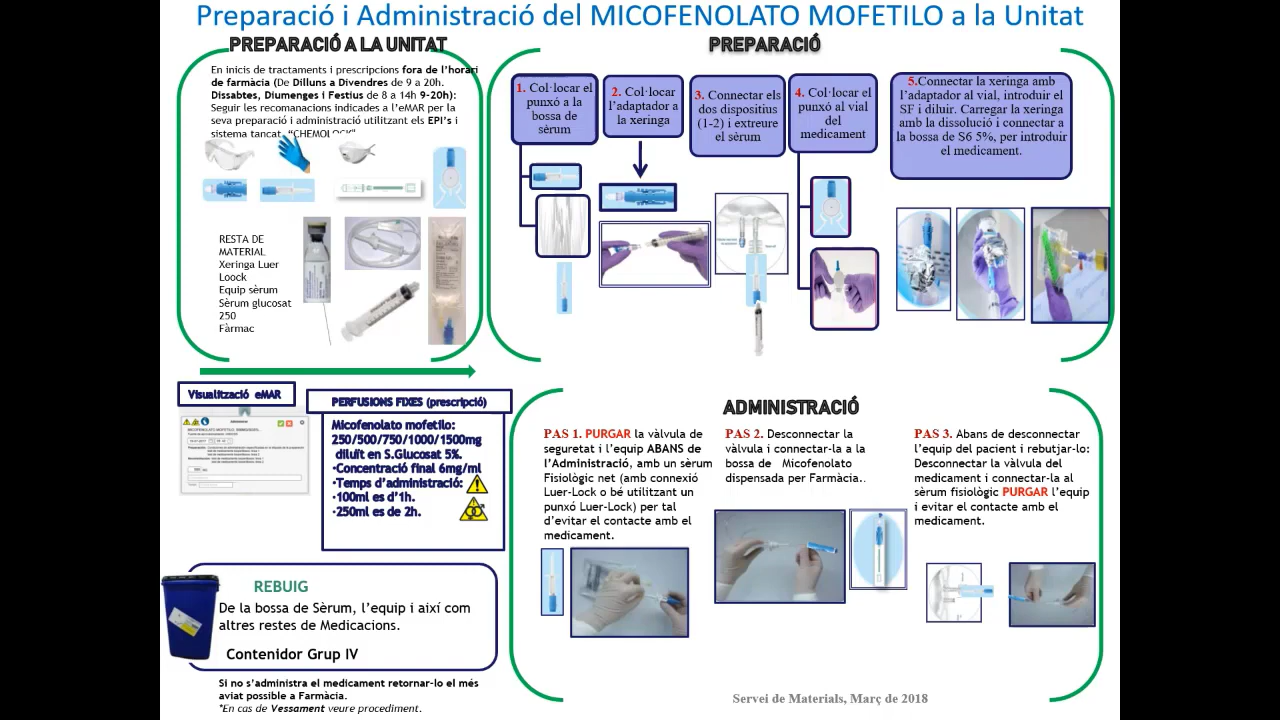 Preparació i Administració del MICOFENOLATO MOFETILO a la Unitat
PREPARACIÓ A LA UNITAT
En inicis de tractaments i prescripcions fora de l'horari
de farmàcia (De Dilluns a Divendres de 9 a 20h.
Dissabtes, Diumenges i Festius de 8 a 14h 9-20h):
Seguir les recomanacions indicades a l'eMAR per la
seva preparació i administració utilitzant els EPI's i
sistema tancat "CHEMOLOCK"
RESTA DE
MATERIAL
Xeringa Luer
Loock
Equip sèrum
Sèrum glucosat
250
Fàrmac
PREPARACIÓ
1. Col·locar el
punxó a la
bossa de
sèrum
2. Col·locar
l'adaptador a
la xeringa
3. Connectar els
dos dispositius
(1-2) i extreure
el sèrum
4. Col·locar el
punxó al vial
del
medicament
5.Connectar la xeringa amb
l'adaptador al vial, introduir el
SF i diluir. Carregar la xeringa
amb la dissolució i connectar a
la bossa de S6 5%, per introduir
el medicament.
Visualització eMAR
PERFUSIONS FIXES (prescripció)
Micofenolato mofetilo:
250/500/750/1000/1500mg
diluït en S.Glucosat 5%.
·Concentració final 6mg/ml
·Temps d'administració:
·100ml es d'1h.
·250ml es de 2h.
REBUIG
De la bossa de Sèrum, l'equip i així com
altres restes de Medicacions.
Contenidor Grup IV
Si no s'administra el medicament retornar-lo el més
aviat possible a Farmàcia.
*En cas de Vessament veure procediment.
ADMINISTRACIÓ
PAS 1. PURGAR la vàlvula de
seguretat i l'equip ABANS de
l'Administració, amb un sèrum
Fisiològic net (amb connexió
Luer-Lock o bé utilitzant un
punxó Luer-Lock) per tal
d'evitar el contacte amb el
medicament.
PAS 2. Desconnectar la
vàlvula i connectar-la a la
bossa de Micofenolato
dispensada per Farmàcia..
PAS 3. Abans de desconnectar
l'equip del pacient i rebutjar-lo:
Desconnectar la vàlvula del
medicament i connectar-la al
sèrum fisiològic PURGAR l'equip
i evitar el contacte amb el
medicament.
Servei de Materials, Març de 2018